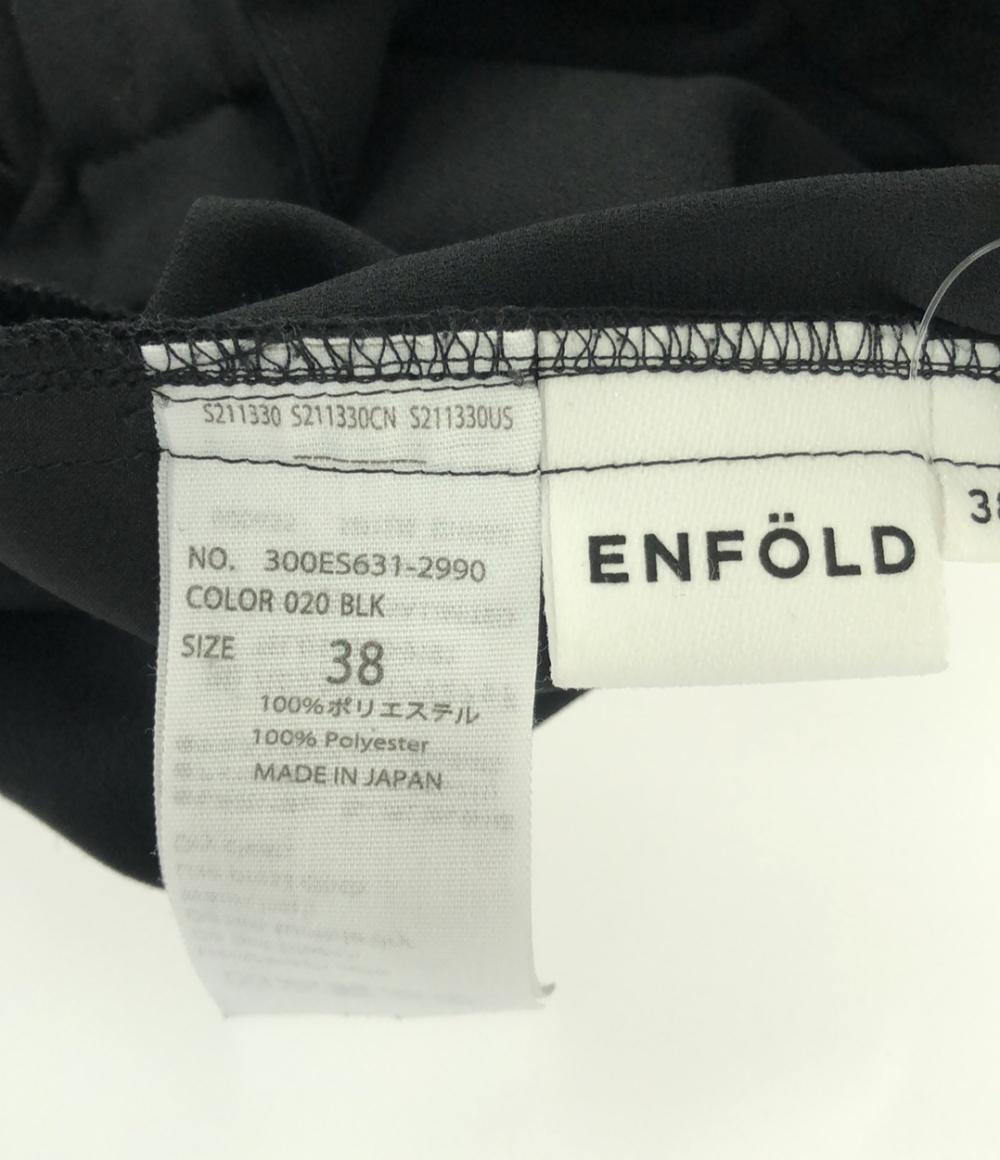 S211330 S211330CN S211330US
NO. 300ES631-2990
COLOR 020 BLK
SIZE 38
100%ポリエステル
100% Polyester
MADE IN JAPAN
ENFÖLD